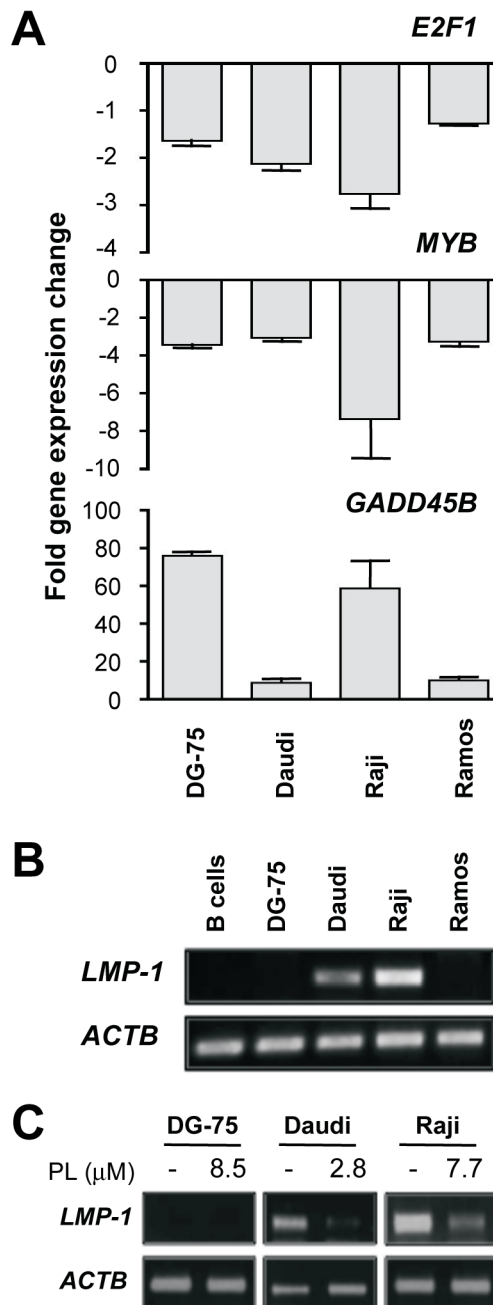 A
E2F1
0
-1
-2
-3
-4
MYB
0
-2
-4
-6
-8
-10
GADD45B
100
80
60
40
20
0
Fold gene expression change
DG-75
Daudi
Raji
Ramos
B
B cells
DG-75
Daudi
Raji
Ramos
LMP-1
ACTB
C
DG-75 Daudi Raji
PL (μM) - 8.5 - 2.8 - 7.7
LMP-1
ACTB